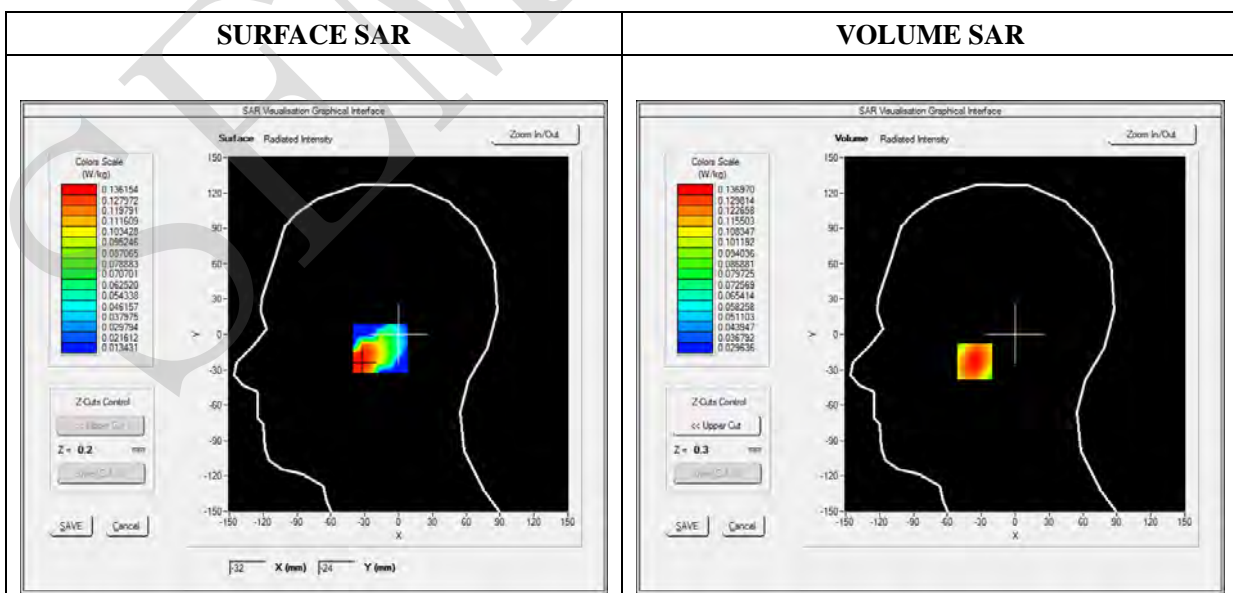 SURFACE SAR
VOLUME SAR
SAR Visualisation Graphical Interface
Surface Radiated Intensity
Zoom In/Out
Colors Scale
(W/kg)
0.136154
0.127972
0.119791
0.111609
0.103428
0.095246
0.087065
0.078883
0.070701
0.062520
0.054338
0.046157
0.037975
0.029794
0.021612
0.013431
150
120
90
60
30
0
-30
-60
-90
-120
-150
Y
-150 -120 -90 -60 -30 0 30 60 90 120 150
X
Z-Cuts Control
<< Upper Cut
Z = 0.2 mm
SAVE Cancel
-32 X (mm) -24 Y (mm)
SAR Visualisation Graphical Interface
Volume Radiated Intensity
Zoom In/Out
Colors Scale
(W/kg)
0.136970
0.129814
0.122658
0.115503
0.108347
0.101192
0.094036
0.086881
0.079725
0.072569
0.065414
0.058258
0.051103
0.043947
0.036792
0.029636
150
120
90
60
30
0
-30
-60
-90
-120
-150
Y
-150 -120 -90 -60 -30 0 30 60 90 120 150
X
Z-Cuts Control
<< Upper Cut
Z = 0.3 mm
SAVE Cancel